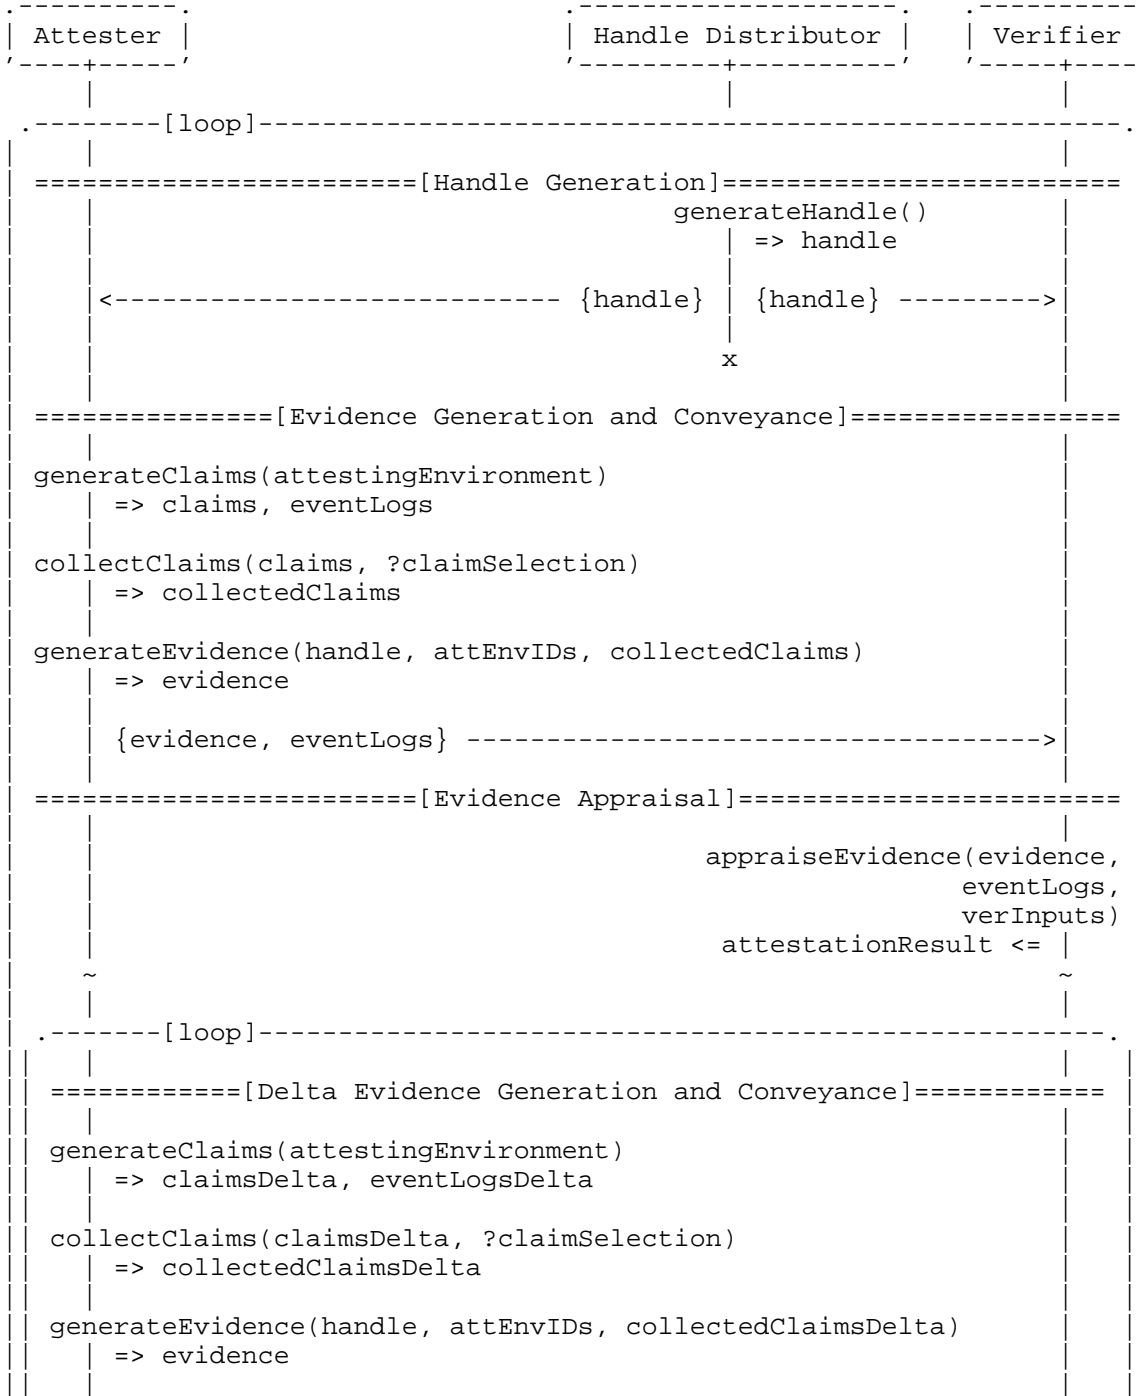 Attester Handle Distributor Verifier
[loop]
[Handle Generation]
generateHandle()
=> handle
{handle} {handle}
x
[Evidence Generation and Conveyance]
generateClaims(attestingEnvironment)
=> claims, eventLogs
collectClaims(claims, ?claimSelection)
=> collectedClaims
generateEvidence(handle, attEnvIDs, collectedClaims)
=> evidence
{evidence, eventLogs}
[Evidence Appraisal]
appraiseEvidence(evidence,
eventLogs,
verInputs)
attestationResult <=
~ ~
[loop]
[Delta Evidence Generation and Conveyance]
generateClaims(attestingEnvironment)
=> claimsDelta, eventLogsDelta
collectClaims(claimsDelta, ?claimSelection)
=> collectedClaimsDelta
generateEvidence(handle, attEnvIDs, collectedClaimsDelta)
=> evidence